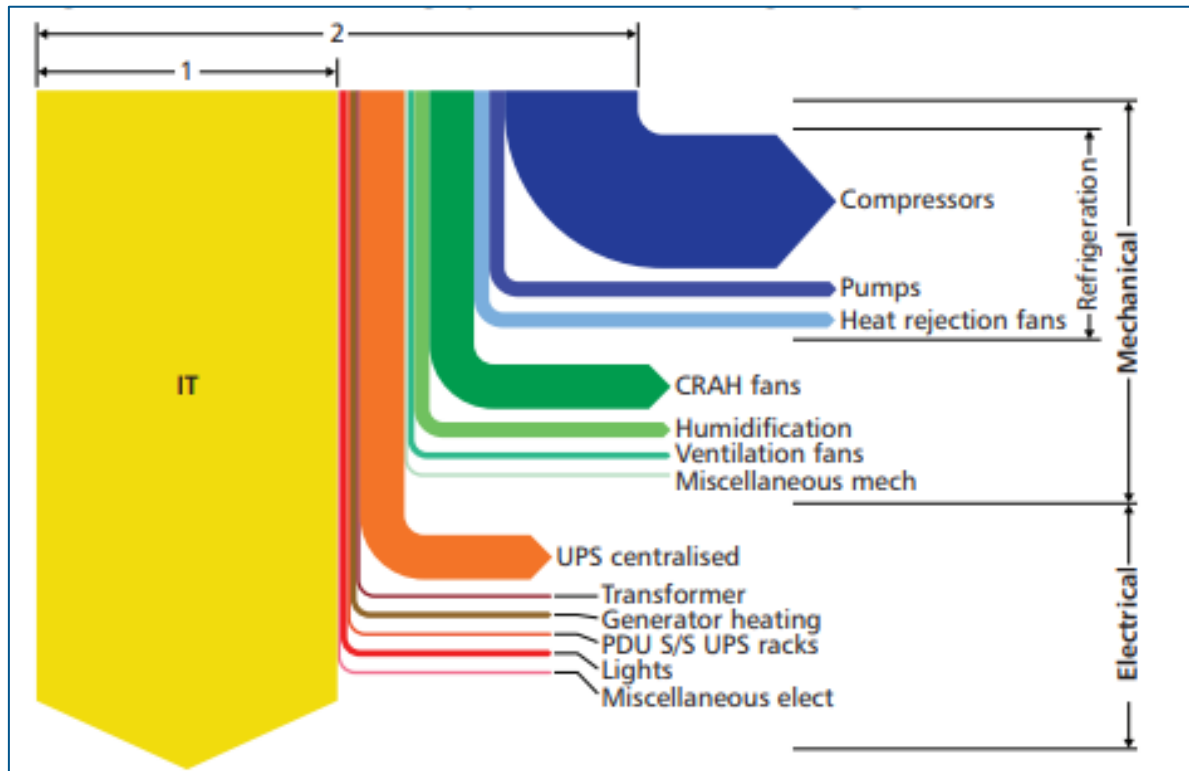 2
1
Compressors
Refrigeration
Mechanical
Pumps
Heat rejection fans
IT
CRAH fans
Humidification
Ventilation fans
Miscellaneous mech
UPS centralised
Transformer
Generator heating
PDU S/S UPS racks
Lights
Miscellaneous elect
Electrical